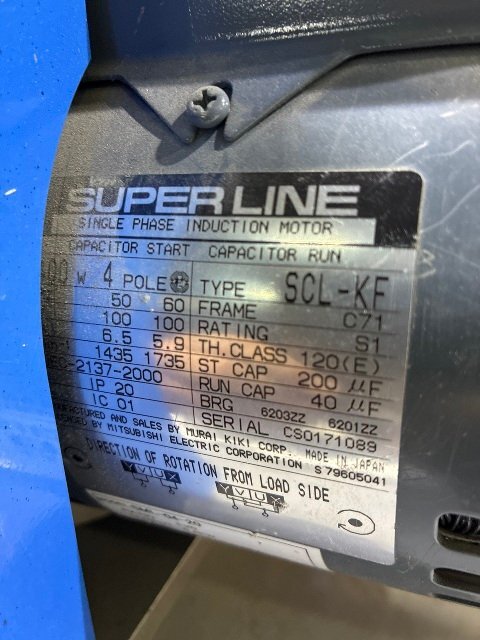 SUPER LINE
SINGLE PHASE INDUCTION MOTOR
CAPACITOR START CAPACITOR RUN
00 W 4 POLE TYPE SCL-KF
50 60 FRAME C71
100 100 RATING S1
6.5 5.9 TH.CLASS 120(E)
1435 1735 ST CAP 200 μF
-2137-2000 RUN CAP 40 μF
IP 20 BRG 6203ZZ 6201ZZ
IC 01 SERIAL CS0171089
AND SALES BY MURAI KIKI CORP. MADE IN JAPAN
BY MITSUBISHI ELECTRIC CORPORATION S 79605041
DIRECTION OF ROTATION FROM LOAD SIDE
Y V U X
Y V U X